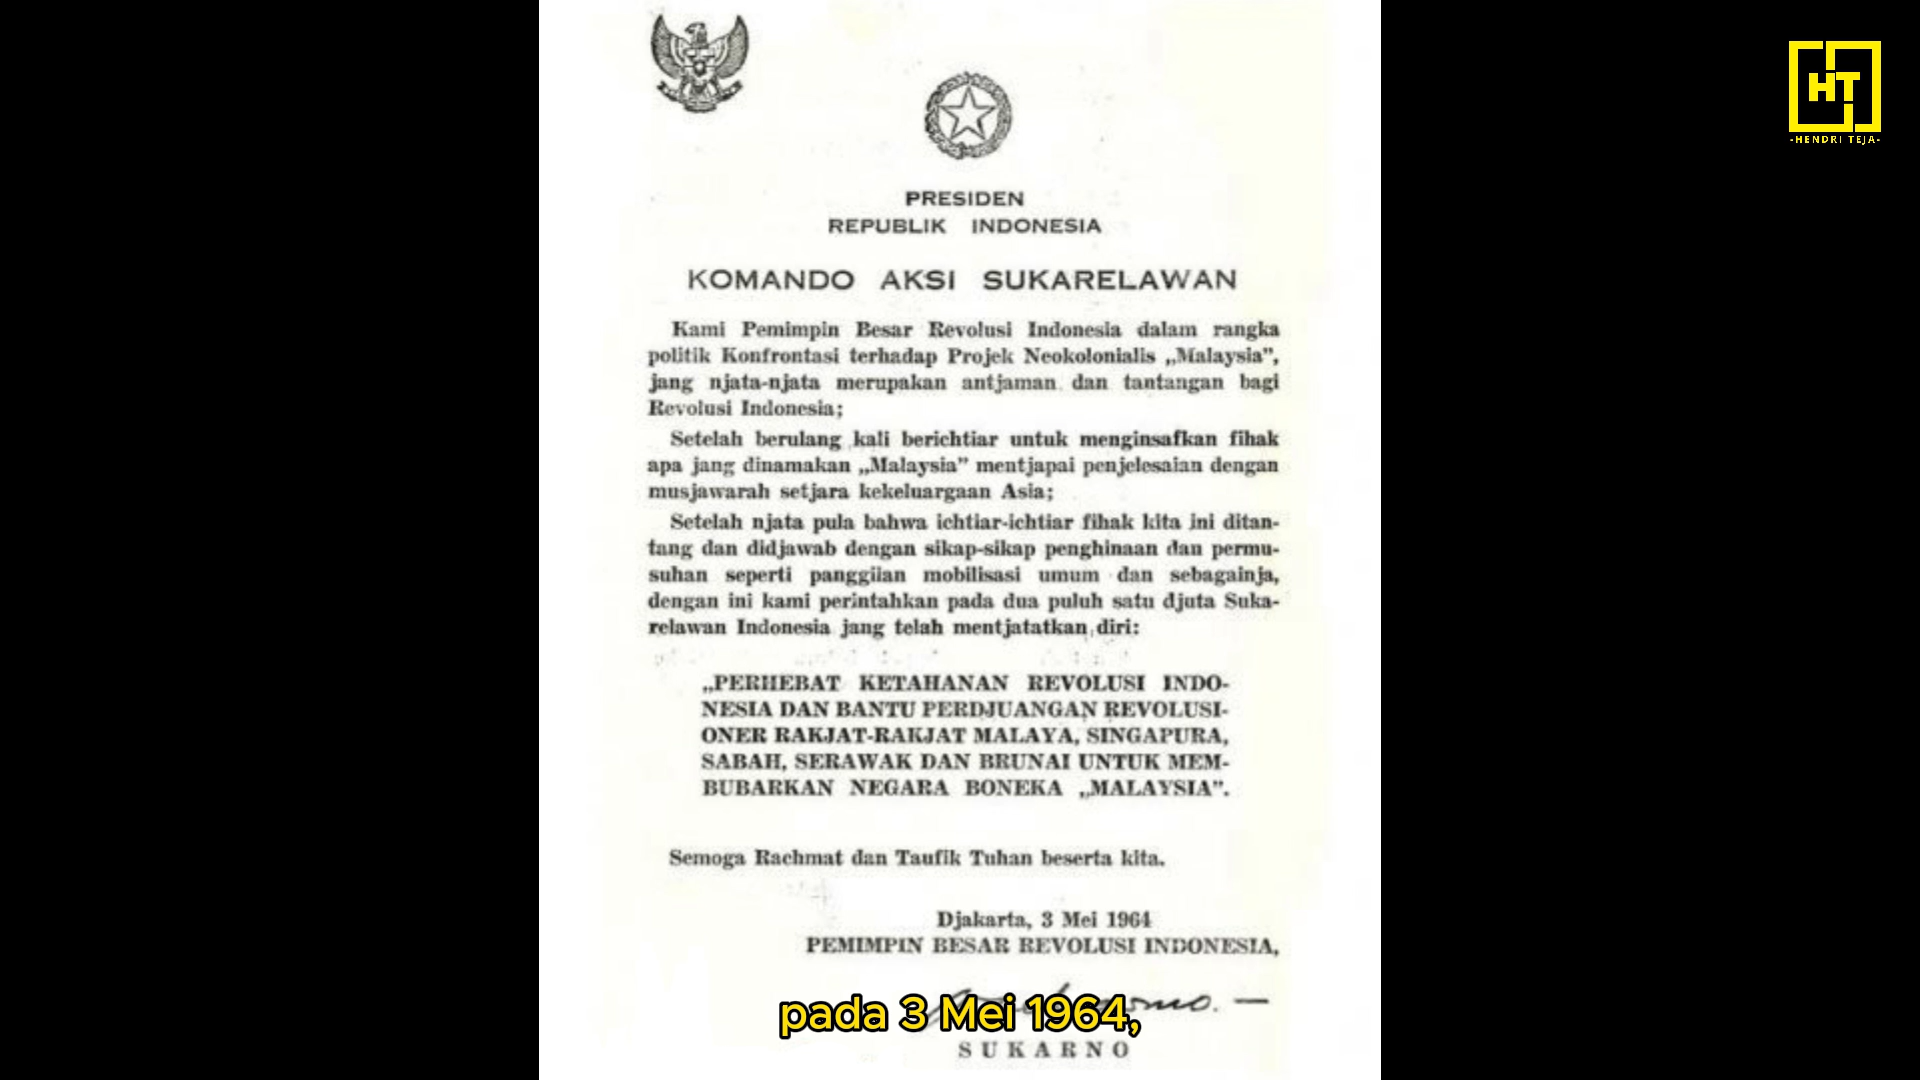 HT
-HENDRI TEJA-
PRESIDEN
REPUBLIK INDONESIA
KOMANDO AKSI SUKARELAWAN
Kami Pemimpin Besar Revolusi Indonesia dalam rangka
politik Konfrontasi terhadap Projek Neokolonialis „Malaysia”,
jang njata-njata merupakan antjaman dan tantangan bagi
Revolusi Indonesia;
Setelah berulang kali berichtiar untuk menginsafkan fihak
apa jang dinamakan „Malaysia” mentjapai penjelesaian dengan
musjawarah setjara kekeluargaan Asia;
Setelah njata pula bahwa ichtiar-ichtiar fihak kita ini ditan-
tang dan didjawab dengan sikap-sikap penghinaan dan permu-
suhan seperti panggilan mobilisasi umum dan sebagainja,
dengan ini kami perintahkan pada dua puluh satu djuta Suka-
relawan Indonesia jang telah mentjatatkan diri:
„PERHEBAT KETAHANAN REVOLUSI INDO-
NESIA DAN BANTU PERDJUANGAN REVOLUSI-
ONER RAKJAT-RAKJAT MALAYA, SINGAPURA,
SABAH, SERAWAK DAN BRUNAI UNTUK MEM-
BUBARKAN NEGARA BONEKA „MALAYSIA”.
Semoga Rachmat dan Taufik Tuhan beserta kita.
Djakarta, 3 Mei 1964
PEMIMPIN BESAR REVOLUSI INDONESIA,
pada 3 Mei 1964,
SUKARNO